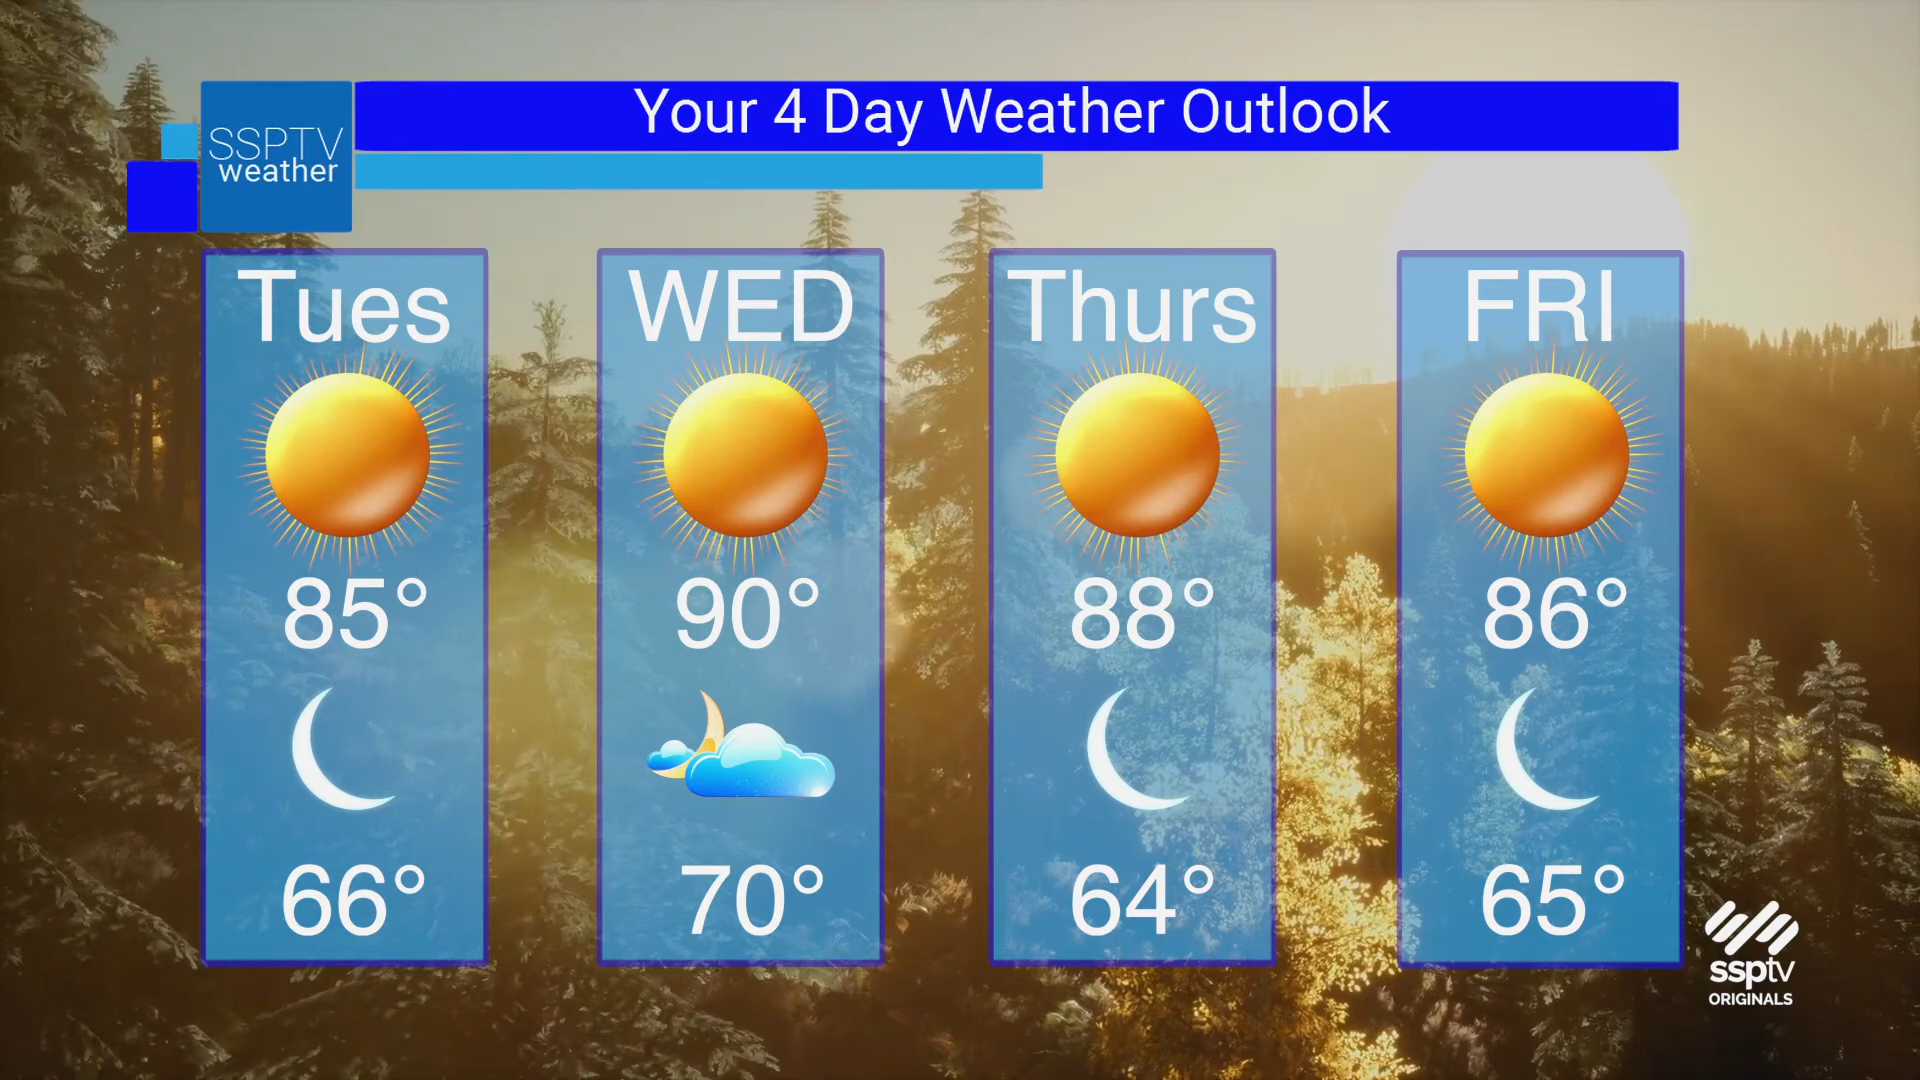 Your 4 Day Weather Outlook
SSPTV
weather
Tues
85°
66°
WED
90°
70°
Thurs
88°
64°
FRI
86°
65°
ssptv
ORIGINALS